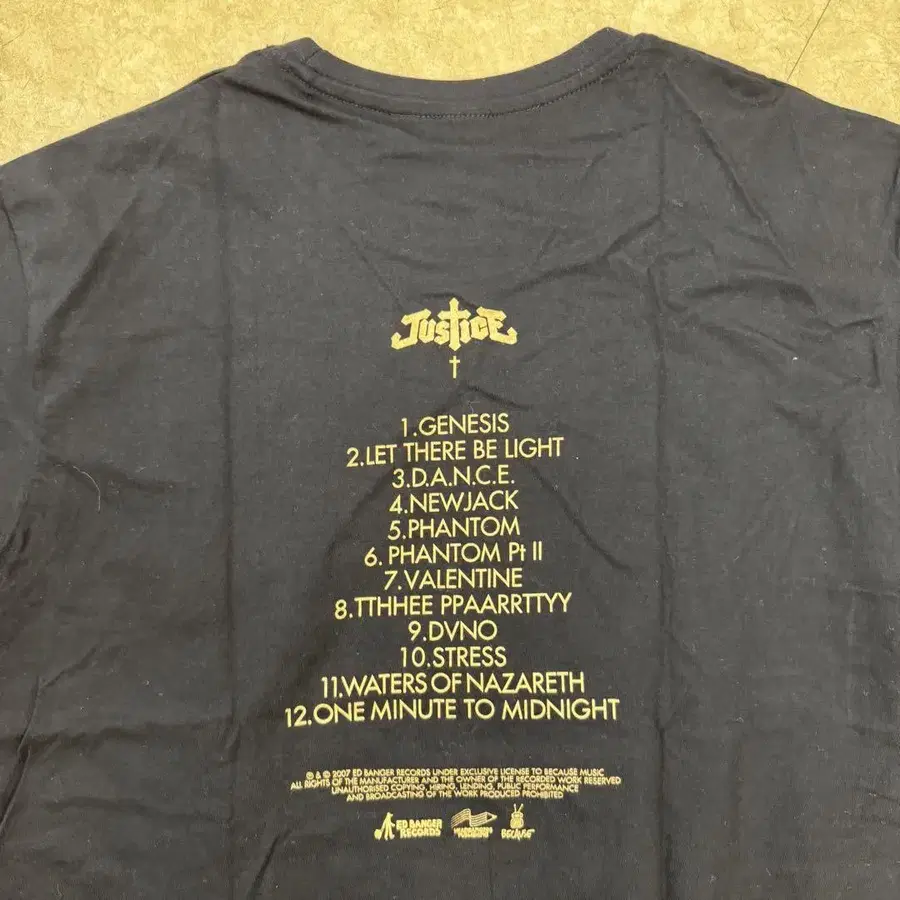 JUSTICE
†
1.GENESIS
2.LET THERE BE LIGHT
3.D.A.N.C.E.
4.NEWJACK
5.PHANTOM
6. PHANTOM Pt II
7.VALENTINE
8.TTHHEE PPAARRTTYY
9.DVNO
10.STRESS
11.WATERS OF NAZARETH
12.ONE MINUTE TO MIDNIGHT
℗ & © 2007 ED BANGER RECORDS UNDER EXCLUSIVE LICENSE TO BECAUSE MUSIC
ALL RIGHTS OF THE MANUFACTURER AND THE OWNER OF THE RECORDED WORK RESERVED
UNAUTHORISED COPYING, HIRING, LENDING, PUBLIC PERFORMANCE
AND BROADCASTING OF THE WORK PRODUCED PROHIBITED
ED BANGER
RECORDS
BECAUSE